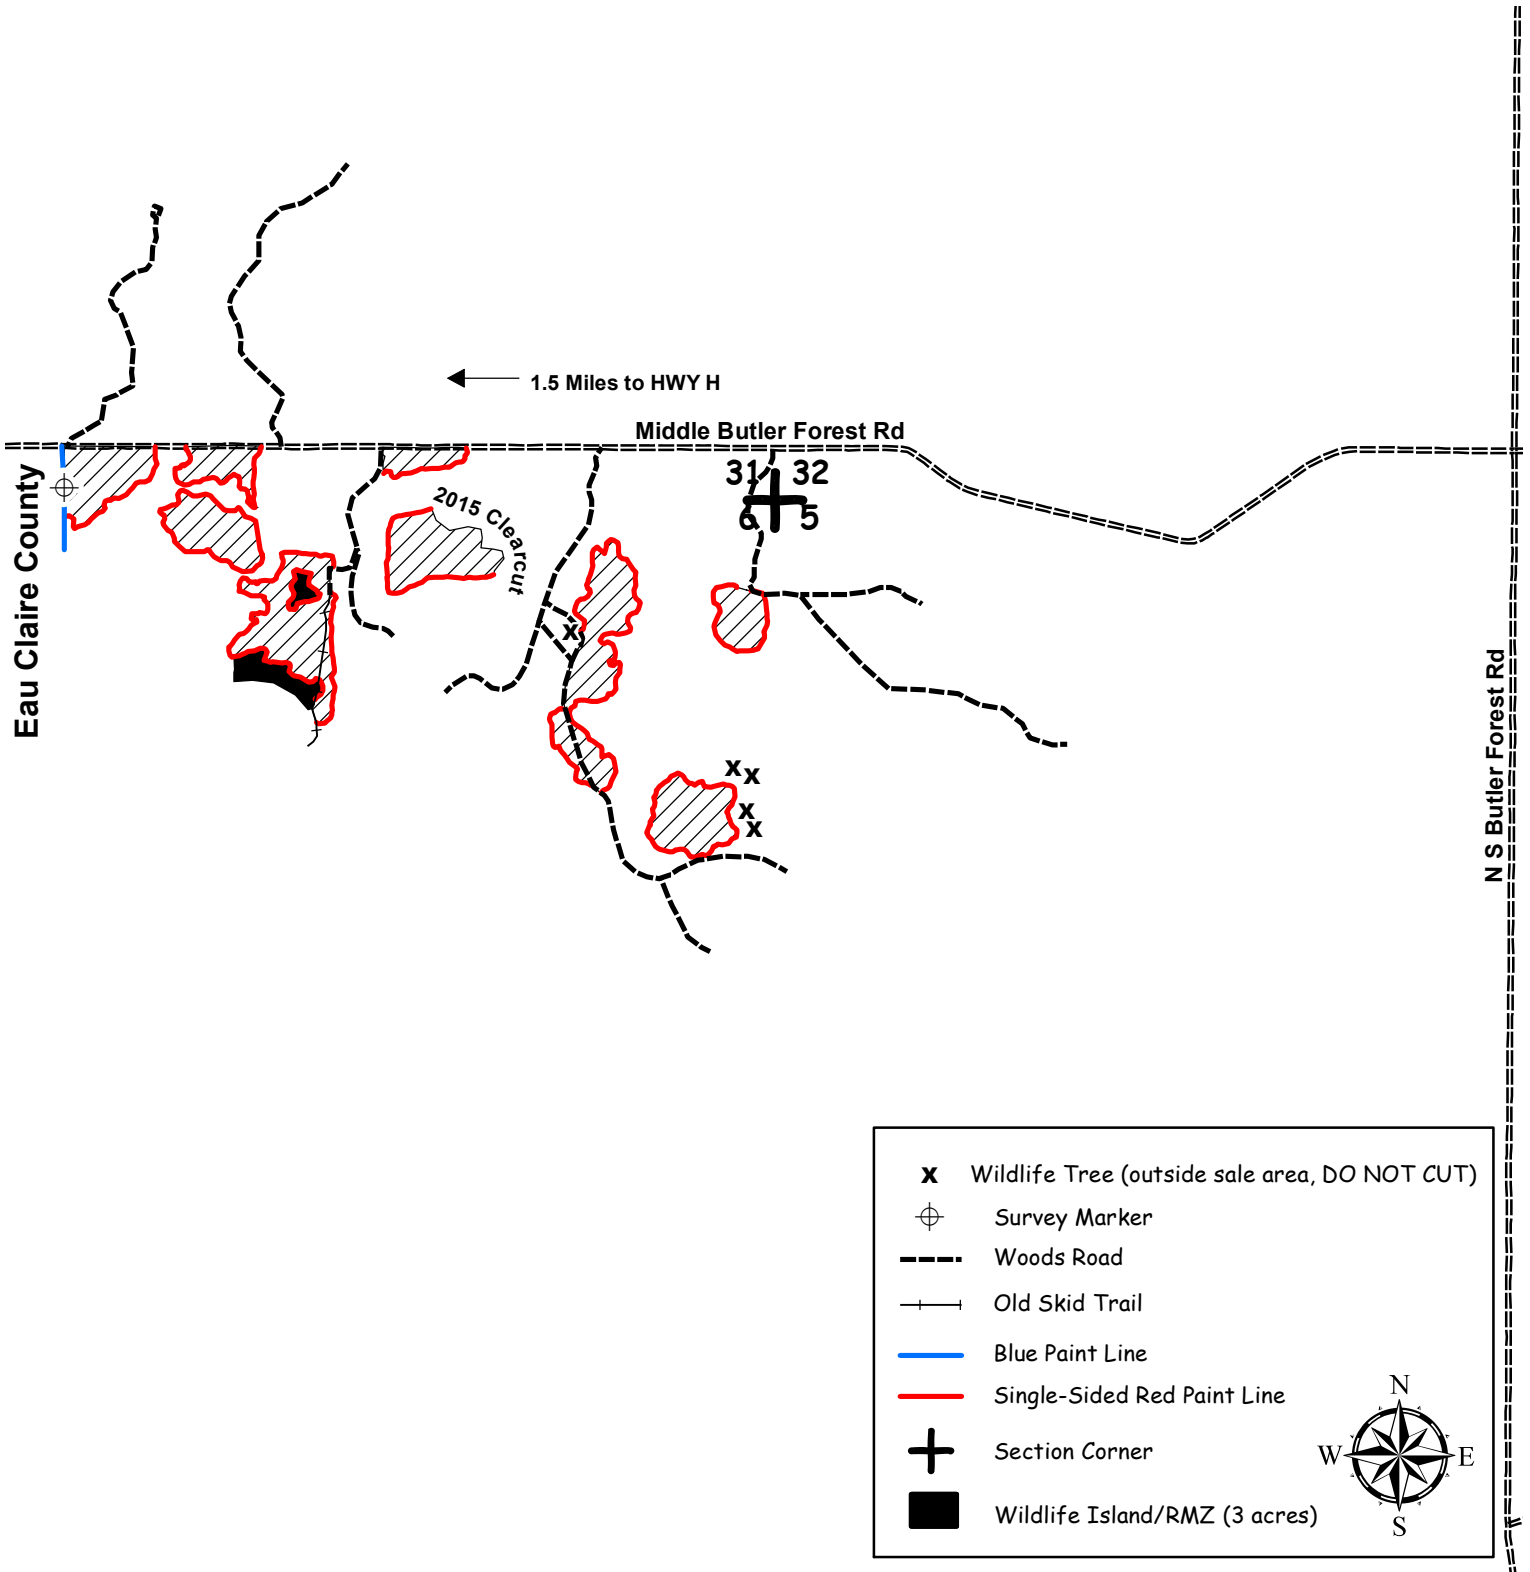 1.5 Miles to HWY H
Middle Butler Forest Rd
31 32
6 5
Eau Claire County
2015 Clearcut
x
x x
x
x
N S Butler Forest Rd
x Wildlife Tree (outside sale area, DO NOT CUT)
Survey Marker
Woods Road
Old Skid Trail
Blue Paint Line
Single-Sided Red Paint Line
Section Corner
Wildlife Island/RMZ (3 acres)
N
W E
S